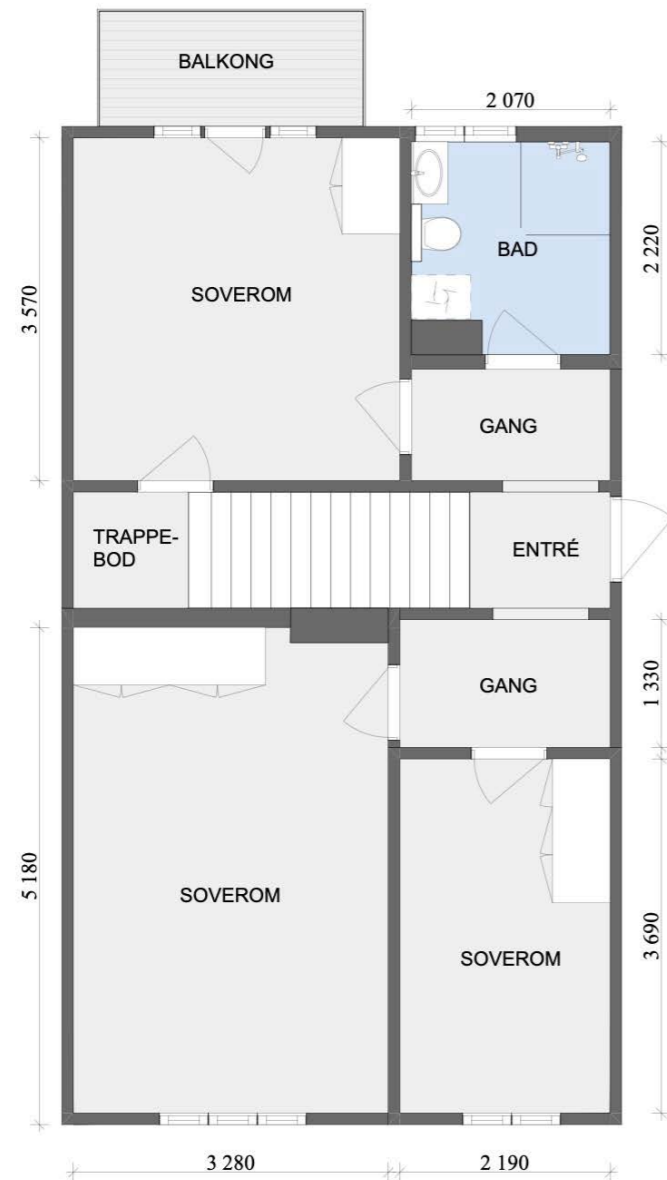 BALKONG
2 070
BAD
2 220
3 570
SOVEROM
GANG
TRAPPE-
BOD
ENTRÉ
GANG
1 330
5 180
SOVEROM
SOVEROM
3 690
3 280
2 190